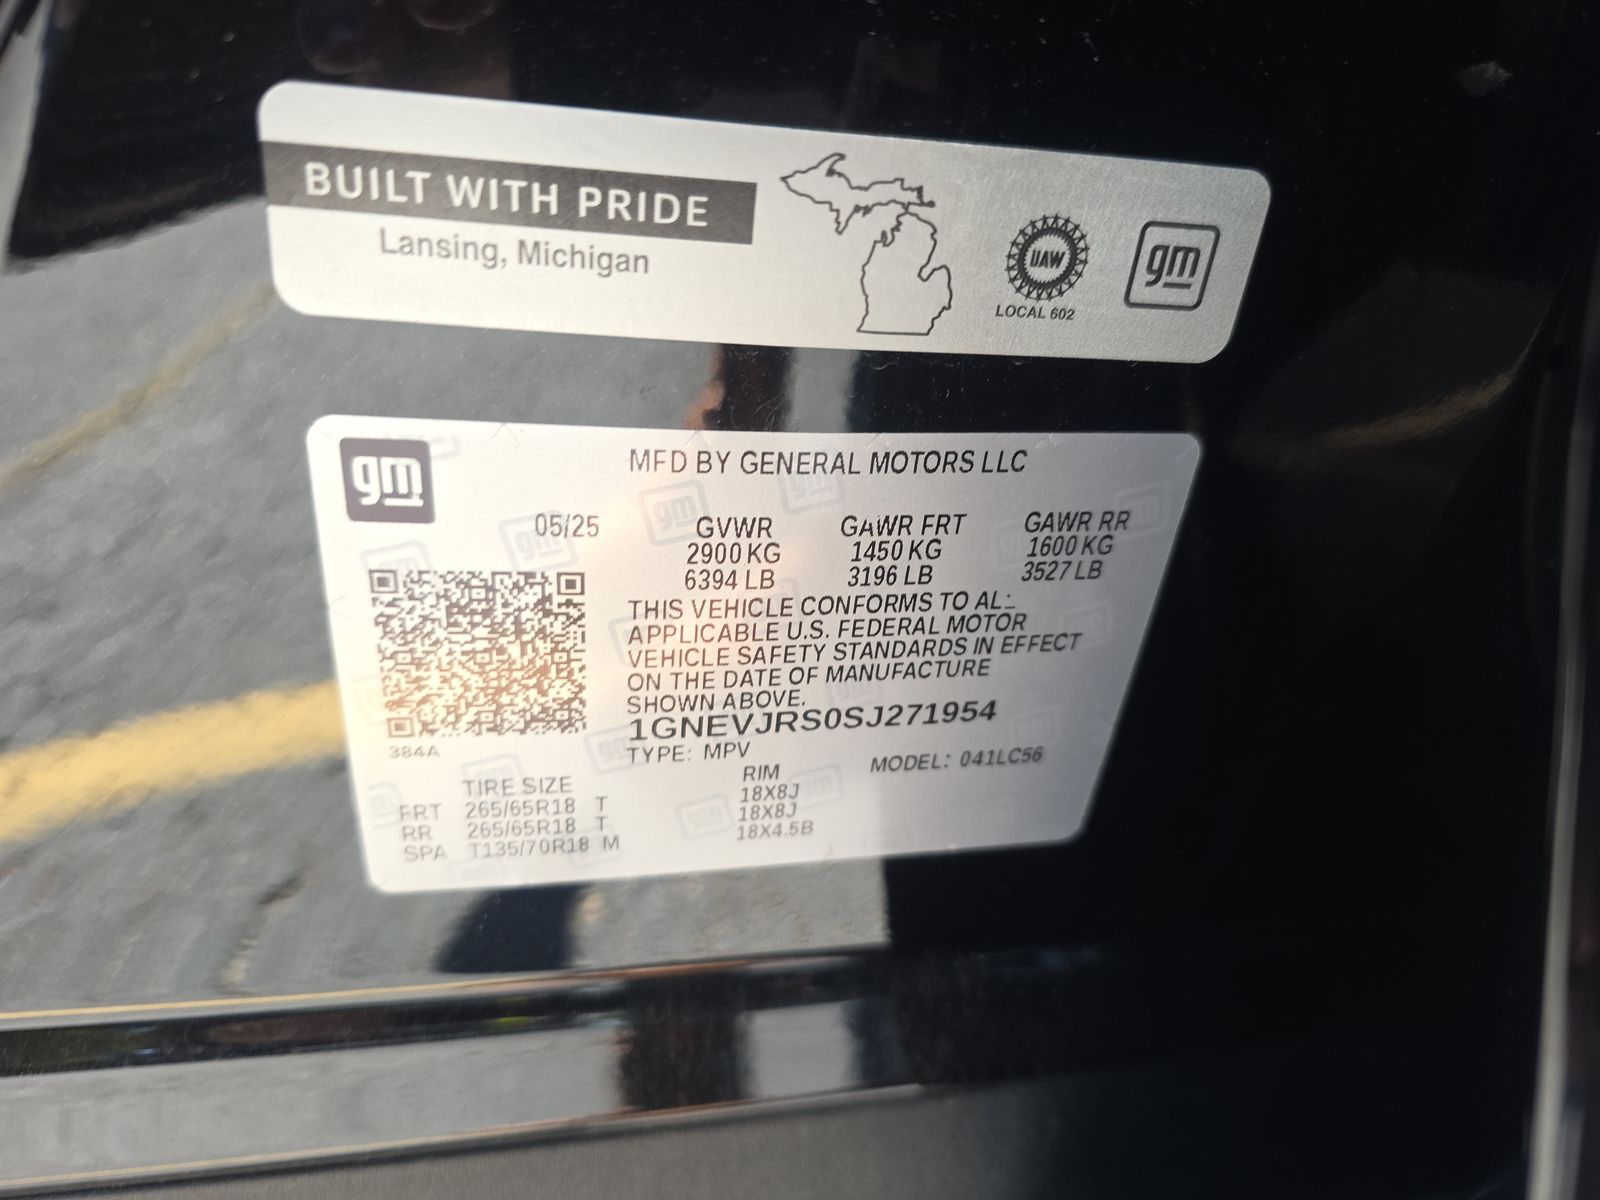 BUILT WITH PRIDE
Lansing, Michigan
UAW
LOCAL 602
gm
gm
MFD BY GENERAL MOTORS LLC
05/25 GVWR GAWR FRT GAWR RR
2900 KG 1450 KG 1600 KG
6394 LB 3196 LB 3527 LB
THIS VEHICLE CONFORMS TO ALL
APPLICABLE U.S. FEDERAL MOTOR
VEHICLE SAFETY STANDARDS IN EFFECT
ON THE DATE OF MANUFACTURE
SHOWN ABOVE.
1GNEVJRS0SJ271954
384A
TYPE: MPV MODEL: 041LC56
TIRE SIZE RIM
FRT 265/65R18 T 18X8J
RR 265/65R18 T 18X8J
SPA T135/70R18 M 18X4.5B